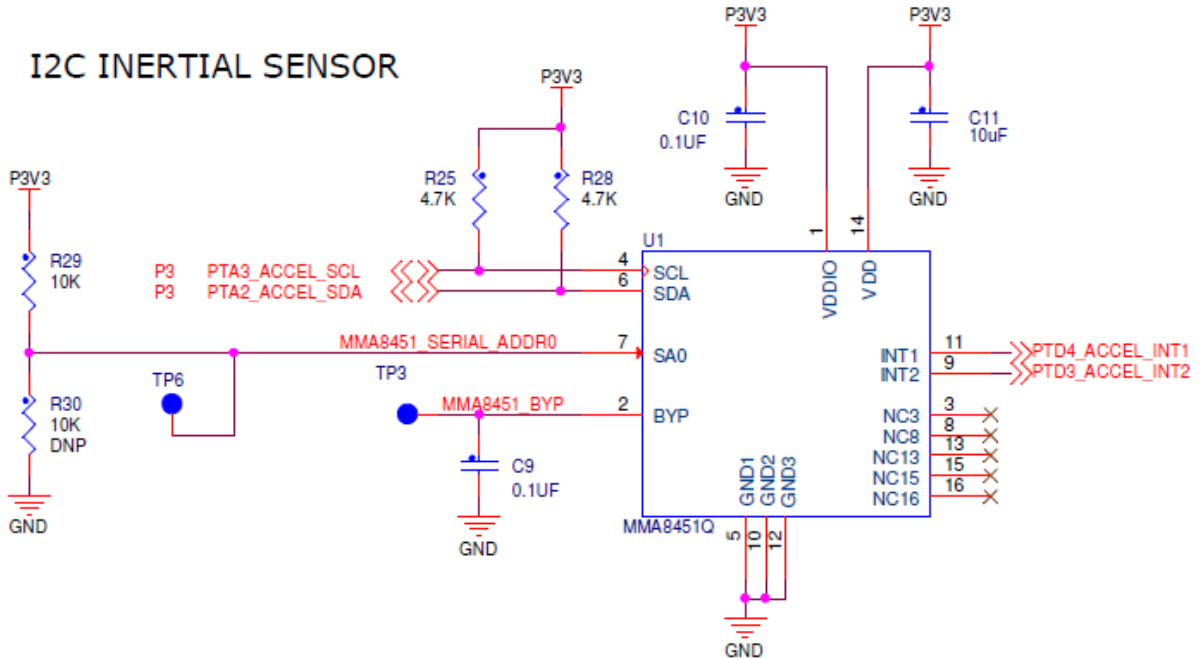 I2C INERTIAL SENSOR
P3V3
P3V3
P3V3
C10
0.1UF
C11
10uF
GND
GND
P3V3
R25
4.7K
R28
4.7K
R29
10K
P3 PTA3_ACCEL_SCL
P3 PTA2_ACCEL_SDA
U1
1
14
VDDIO
VDD
4
SCL
6
SDA
MMA8451_SERIAL_ADDR0
7
SA0
INT1
11
PTD4_ACCEL_INT1
INT2
9
PTD3_ACCEL_INT2
TP6
TP3
R30
10K
DNP
MMA8451_BYP
2
BYP
NC3
3
NC8
8
NC13
13
NC15
15
NC16
16
C9
0.1UF
GND1
GND2
GND3
GND
GND
MMA8451Q
5
10
12
GND